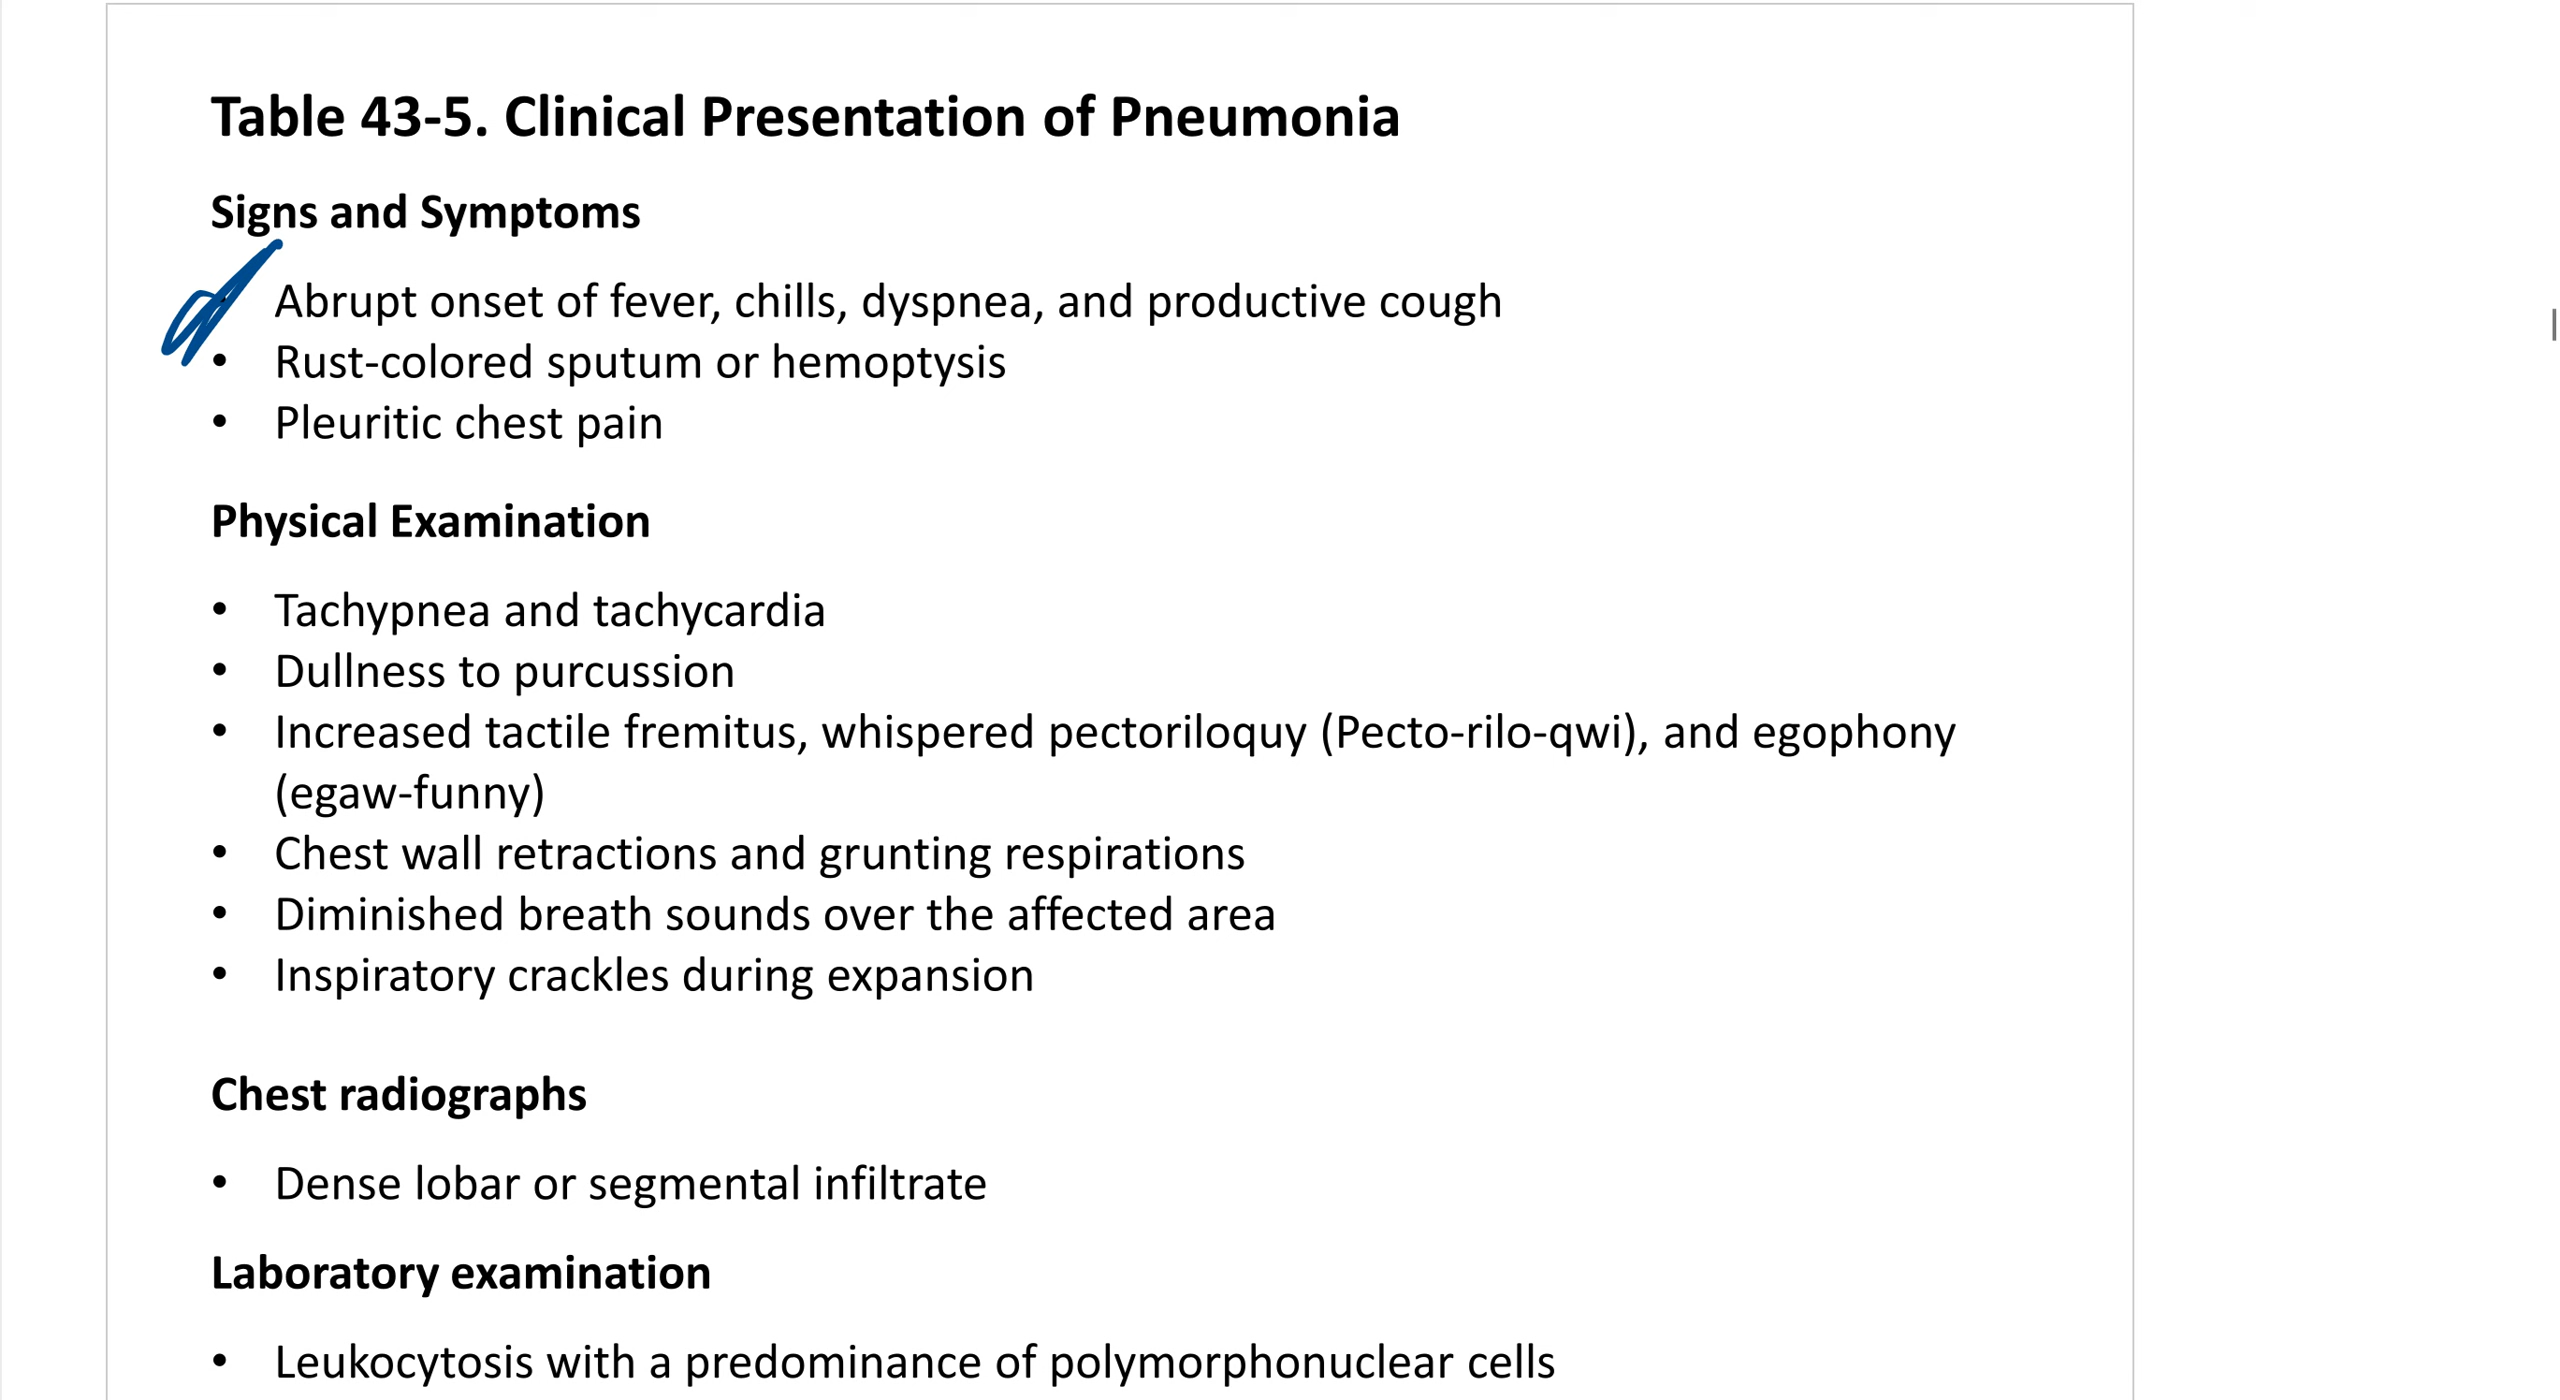 Table 43-5. Clinical Presentation of Pneumonia
Signs and Symptoms
Abrupt onset of fever, chills, dyspnea, and productive cough
• Rust-colored sputum or hemoptysis
• Pleuritic chest pain
Physical Examination
• Tachypnea and tachycardia
• Dullness to purcussion
• Increased tactile fremitus, whispered pectoriloquy (Pecto-rilo-qwi), and egophony
(egaw-funny)
• Chest wall retractions and grunting respirations
• Diminished breath sounds over the affected area
• Inspiratory crackles during expansion
Chest radiographs
• Dense lobar or segmental infiltrate
Laboratory examination
• Leukocytosis with a predominance of polymorphonuclear cells